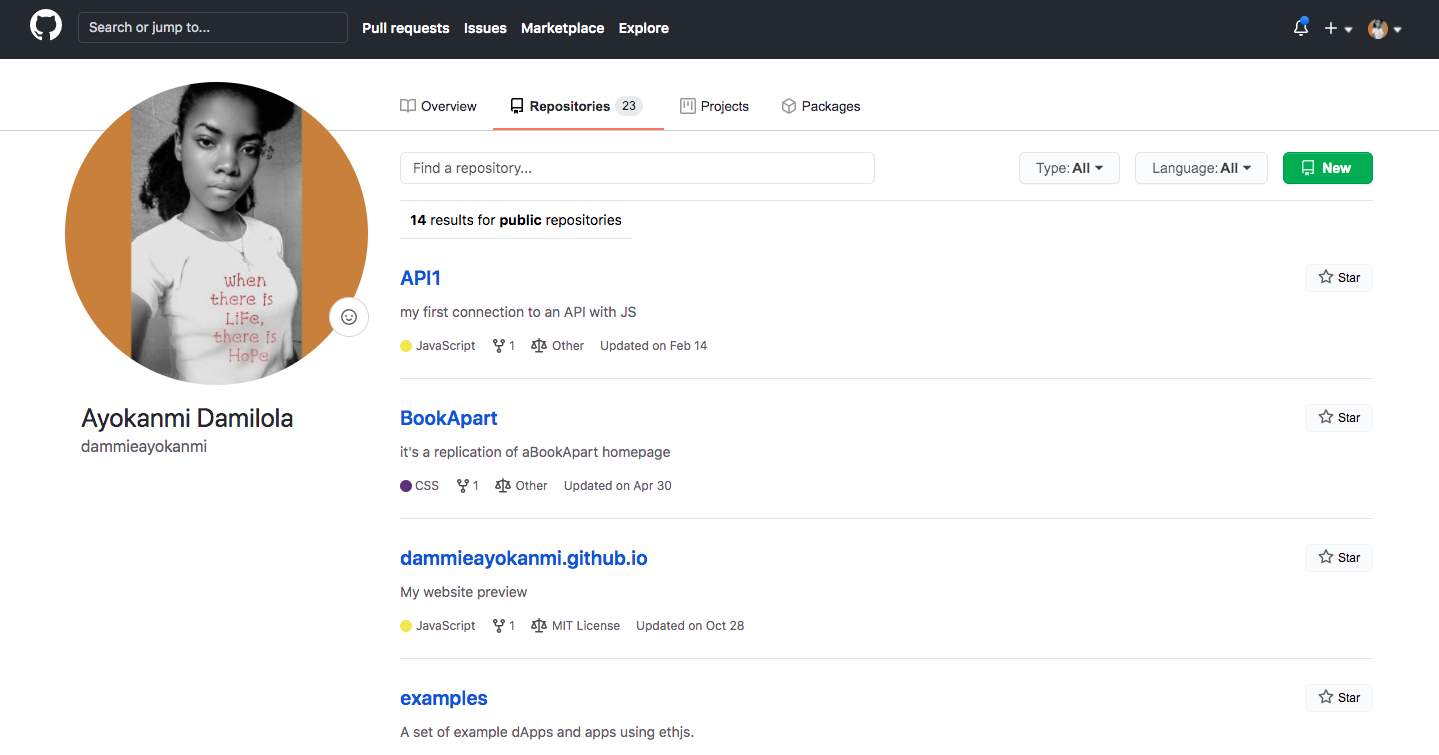 Search or jump to...
Pull requests
Issues
Marketplace
Explore
Overview
Repositories 23
Projects
Packages
when
there is
Life,
there is
Hope
Ayokanmi Damilola
dammieayokanmi
Find a repository...
Type: All
Language: All
New
14 results for public repositories
API1
Star
my first connection to an API with JS
JavaScript 1 Other Updated on Feb 14
BookApart
Star
it's a replication of aBookApart homepage
CSS 1 Other Updated on Apr 30
dammieayokanmi.github.io
Star
My website preview
JavaScript 1 MIT License Updated on Oct 28
examples
Star
A set of example dApps and apps using ethjs.